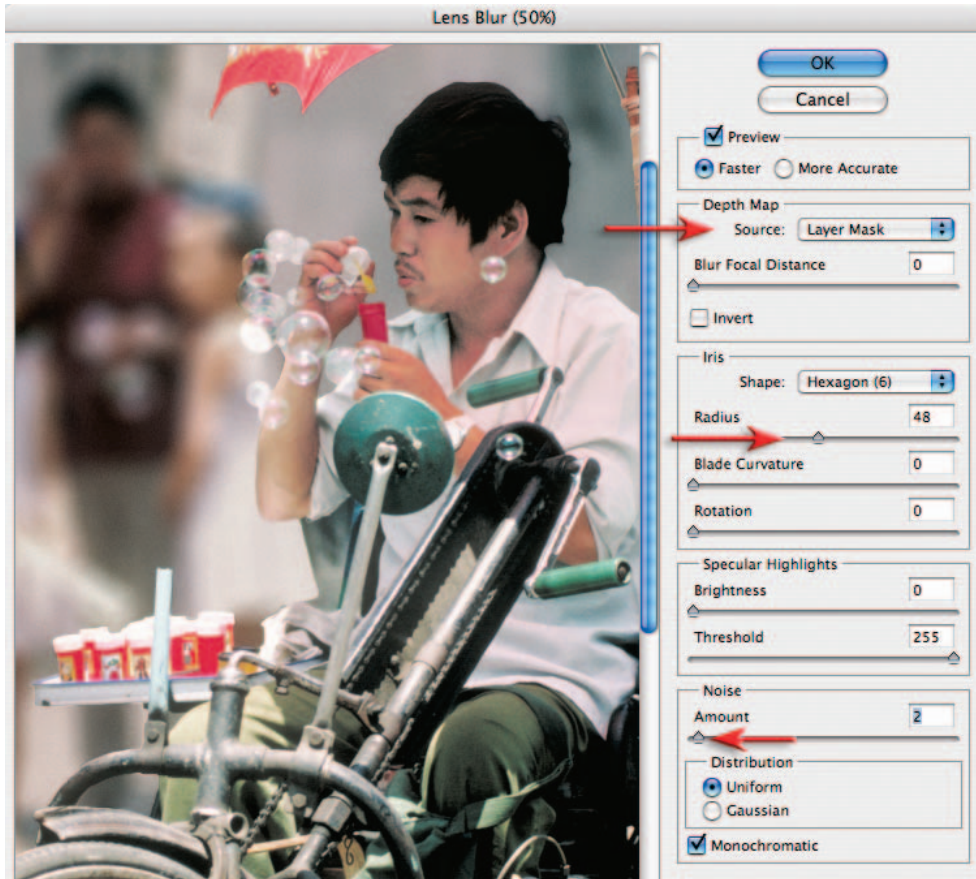 Lens Blur (50%)
OK
Cancel
Preview
Faster More Accurate
Depth Map
Source: Layer Mask
Blur Focal Distance 0
Invert
Iris
Shape: Hexagon (6)
Radius 48
Blade Curvature 0
Rotation 0
Specular Highlights
Brightness 0
Threshold 255
Noise
Amount 2
Distribution
Uniform
Gaussian
Monochromatic
8